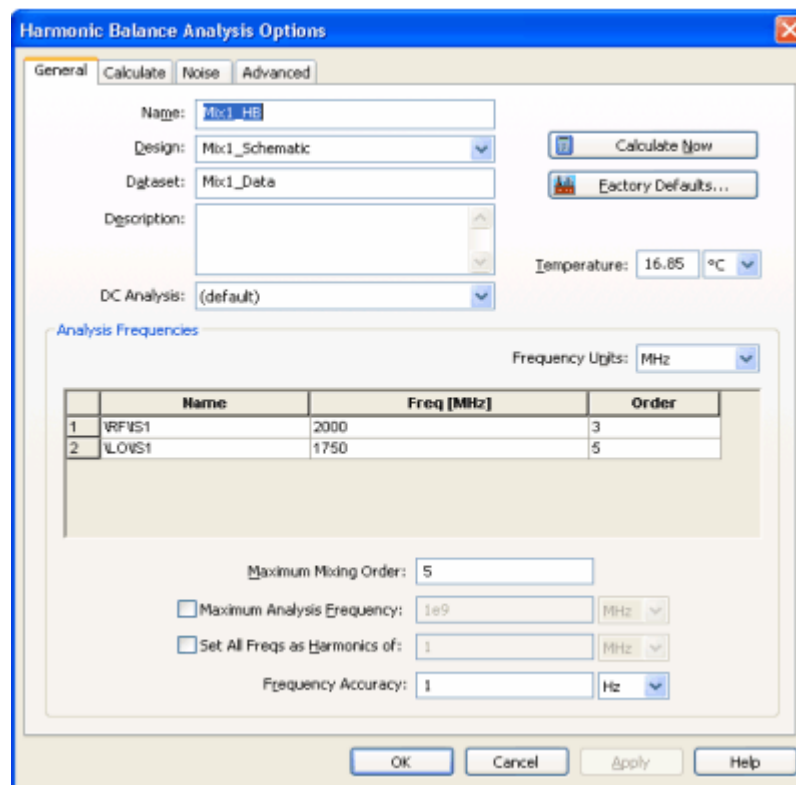 Harmonic Balance Analysis Options
General Calculate Noise Advanced
Name: Mix1_HB
Design: Mix1_Schematic
Calculate Now
Dataset: Mix1_Data
Factory Defaults...
Description:
Temperature: 16.85 °C
DC Analysis: (default)
Analysis Frequencies
Frequency Units: MHz
Name Freq [MHz] Order
1 \RF\IS1 2000 3
2 \LO\IS1 1750 5
Maximum Mixing Order: 5
Maximum Analysis Frequency: 1e9 MHz
Set All Freqs as Harmonics of: 1 MHz
Frequency Accuracy: 1 Hz
OK Cancel Apply Help